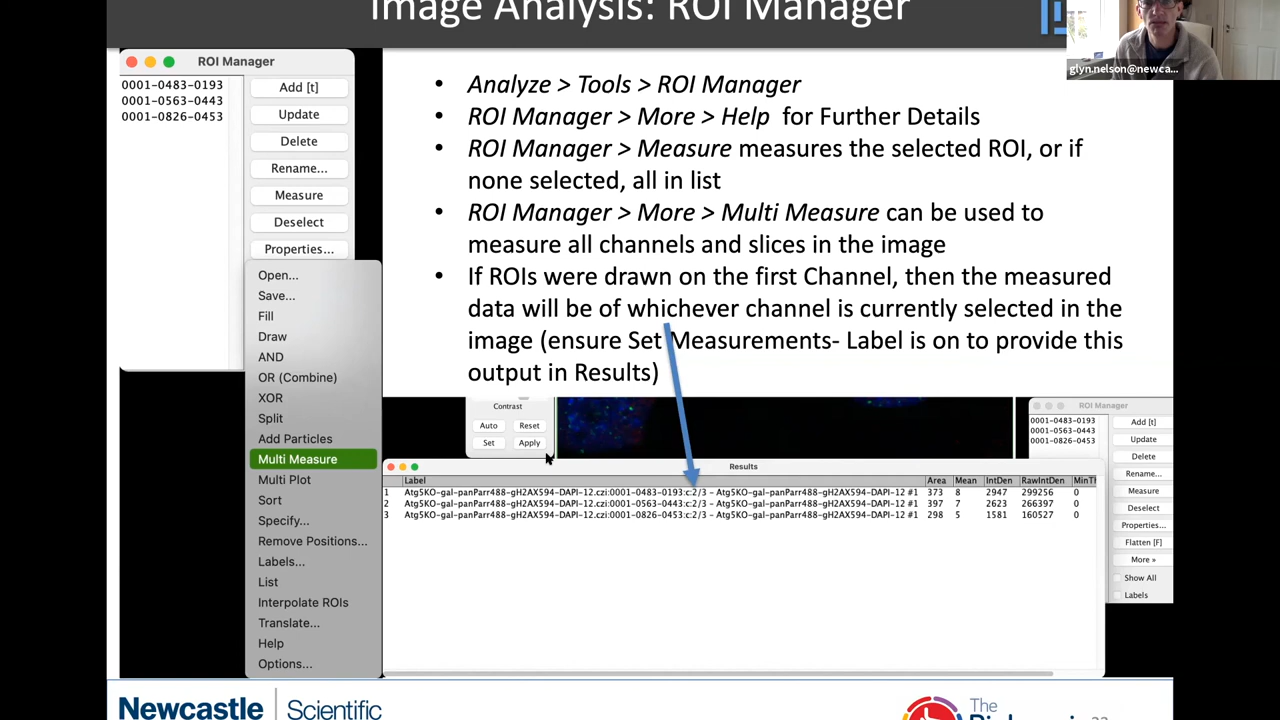 Image Analysis: ROI Manager
glyn.nelson@newca...
ROI Manager
0001-0483-0193
0001-0563-0443
0001-0826-0453
Add [t]
Update
Delete
Rename...
Measure
Deselect
Properties...
Open...
Save...
Fill
Draw
AND
OR (Combine)
XOR
Split
Add Particles
Multi Measure
Multi Plot
Sort
Specify...
Remove Positions...
Labels...
List
Interpolate ROIs
Translate...
Help
Options...
• Analyze > Tools > ROI Manager
• ROI Manager > More > Help for Further Details
• ROI Manager > Measure measures the selected ROI, or if
none selected, all in list
• ROI Manager > More > Multi Measure can be used to
measure all channels and slices in the image
• If ROIs were drawn on the first Channel, then the measured
data will be of whichever channel is currently selected in the
image (ensure Set Measurements- Label is on to provide this
output in Results)
Contrast
Auto Reset
Set Apply
Results
Label Area Mean IntDen RawIntDen MinTh
1 Atg5KO-gal-panParr488-gH2AX594-DAPI-12.czi:0001-0483-0193:c:2/3 - Atg5KO-gal-panParr488-gH2AX594-DAPI-12 #1 373 8 2947 299256 0
2 Atg5KO-gal-panParr488-gH2AX594-DAPI-12.czi:0001-0563-0443:c:2/3 - Atg5KO-gal-panParr488-gH2AX594-DAPI-12 #1 397 7 2623 266397 0
3 Atg5KO-gal-panParr488-gH2AX594-DAPI-12.czi:0001-0826-0453:c:2/3 - Atg5KO-gal-panParr488-gH2AX594-DAPI-12 #1 298 5 1581 160527 0
ROI Manager
0001-0483-0193
0001-0563-0443
0001-0826-0453
Add [t]
Update
Delete
Rename...
Measure
Deselect
Properties...
Flatten [F]
More »
Show All
Labels
Newcastle
Scientific
The